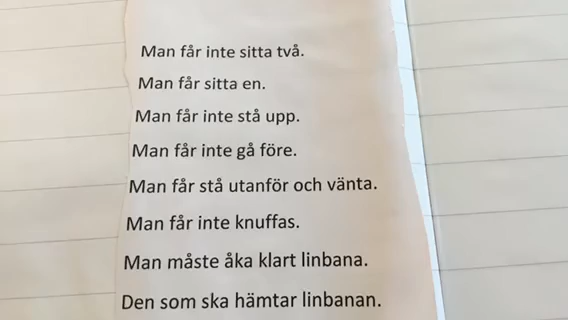 Man får inte sitta två.
Man får sitta en.
Man får inte stå upp.
Man får inte gå före.
Man får stå utanför och vänta.
Man får inte knuffas.
Man måste åka klart linbana.
Den som ska hämtar linbanan.